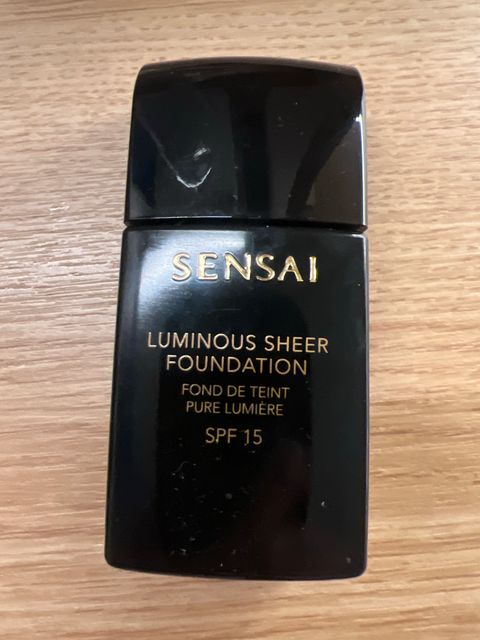 SENSAI
LUMINOUS SHEER
FOUNDATION
FOND DE TEINT
PURE LUMIÈRE
SPF 15